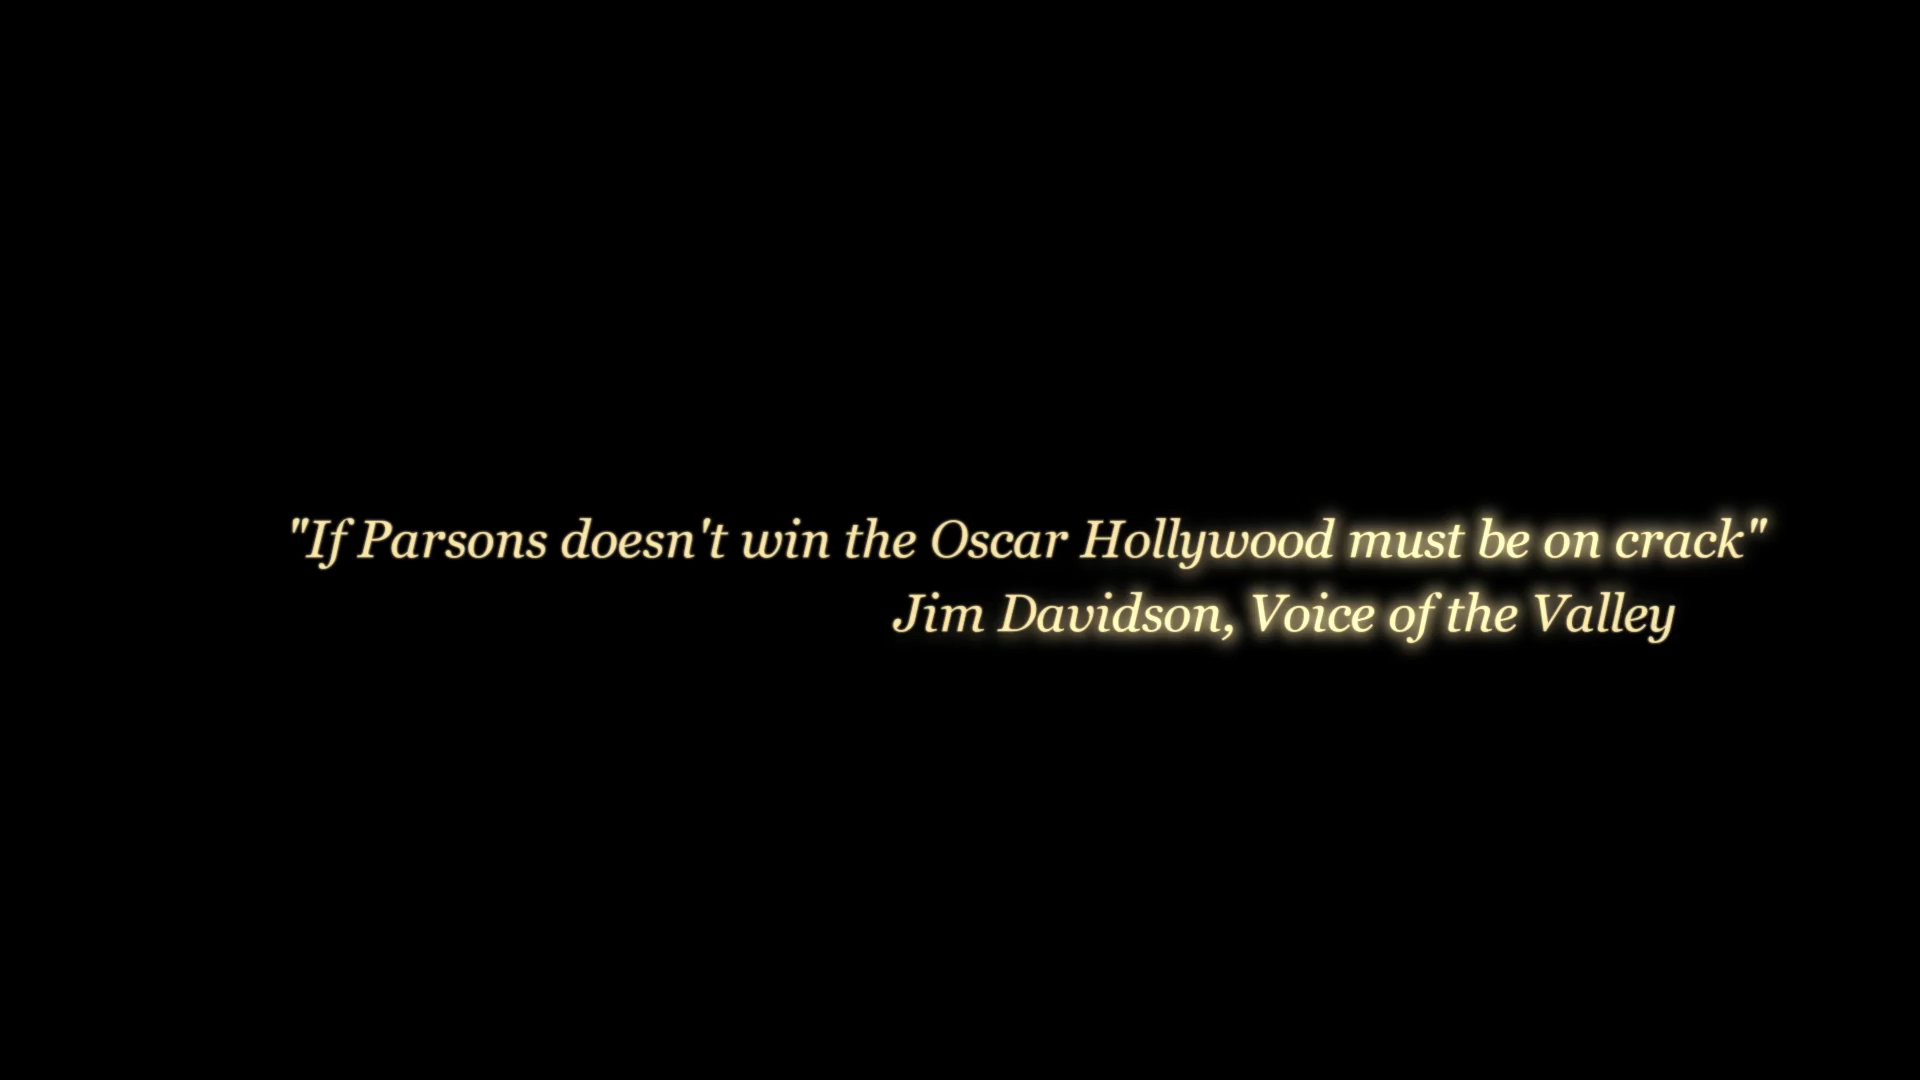 "If Parsons doesn't win the Oscar Hollywood must be on crack"
Jim Davidson, Voice of the Valley